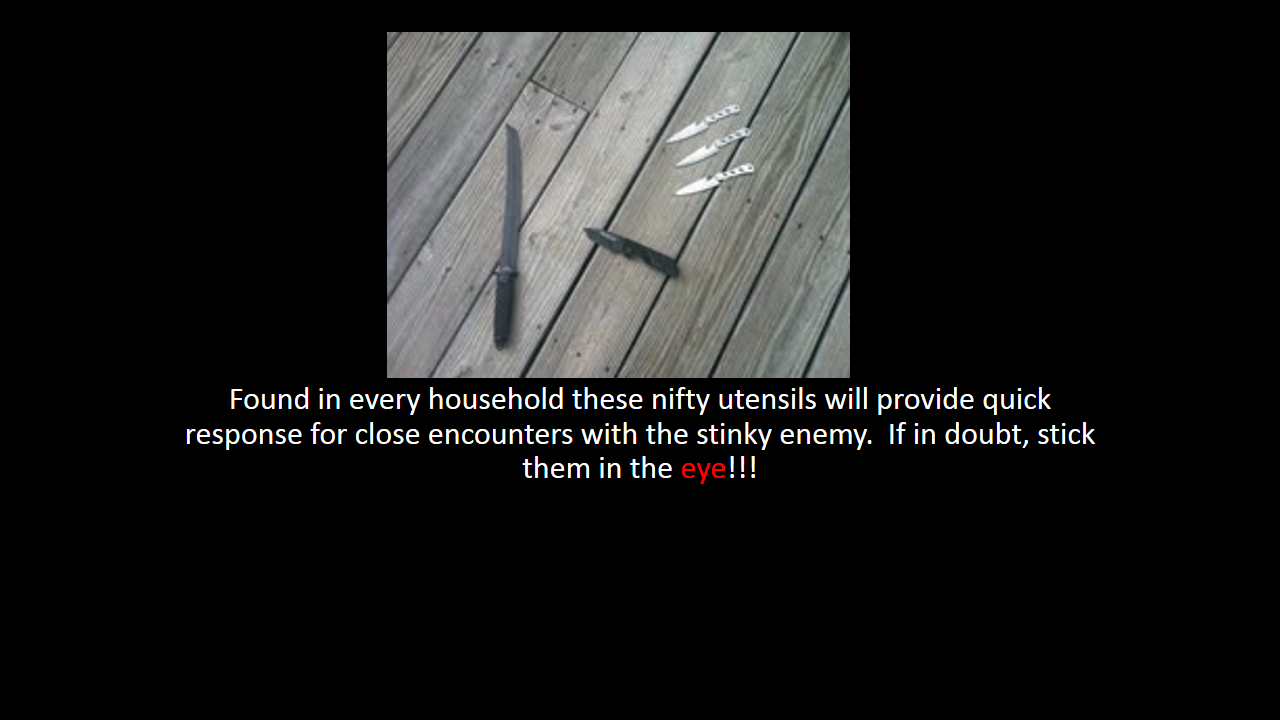 Found in every household these nifty utensils will provide quick
response for close encounters with the stinky enemy.  If in doubt, stick
them in the eye!!!